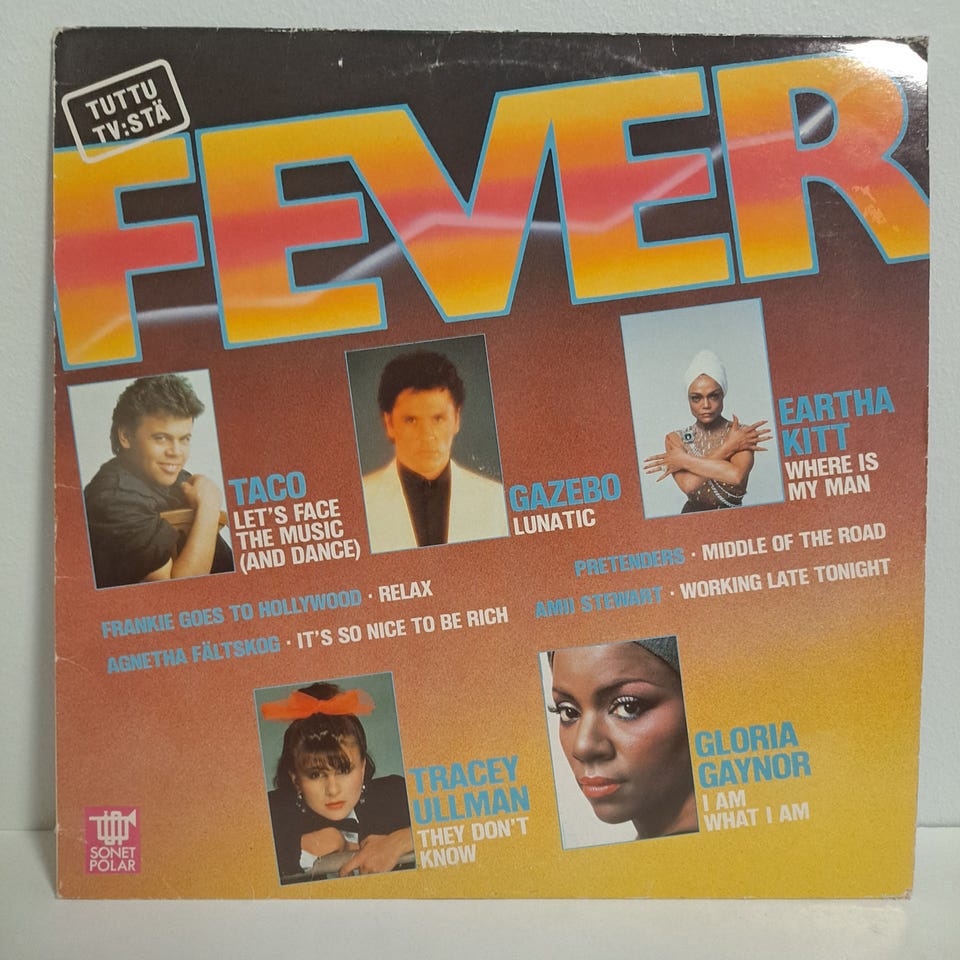 TUTTU
TV:STÄ
FEVER
TACO
LET'S FACE
THE MUSIC
(AND DANCE)
GAZEBO
LUNATIC
EARTHA
KITT
WHERE IS
MY MAN
FRANKIE GOES TO HOLLYWOOD · RELAX
AGNETHA FÄLTSKOG · IT'S SO NICE TO BE RICH
PRETENDERS · MIDDLE OF THE ROAD
AMII STEWART · WORKING LATE TONIGHT
TRACEY
ULLMAN
THEY DON'T
KNOW
GLORIA
GAYNOR
I AM
WHAT I AM
SONET
POLAR